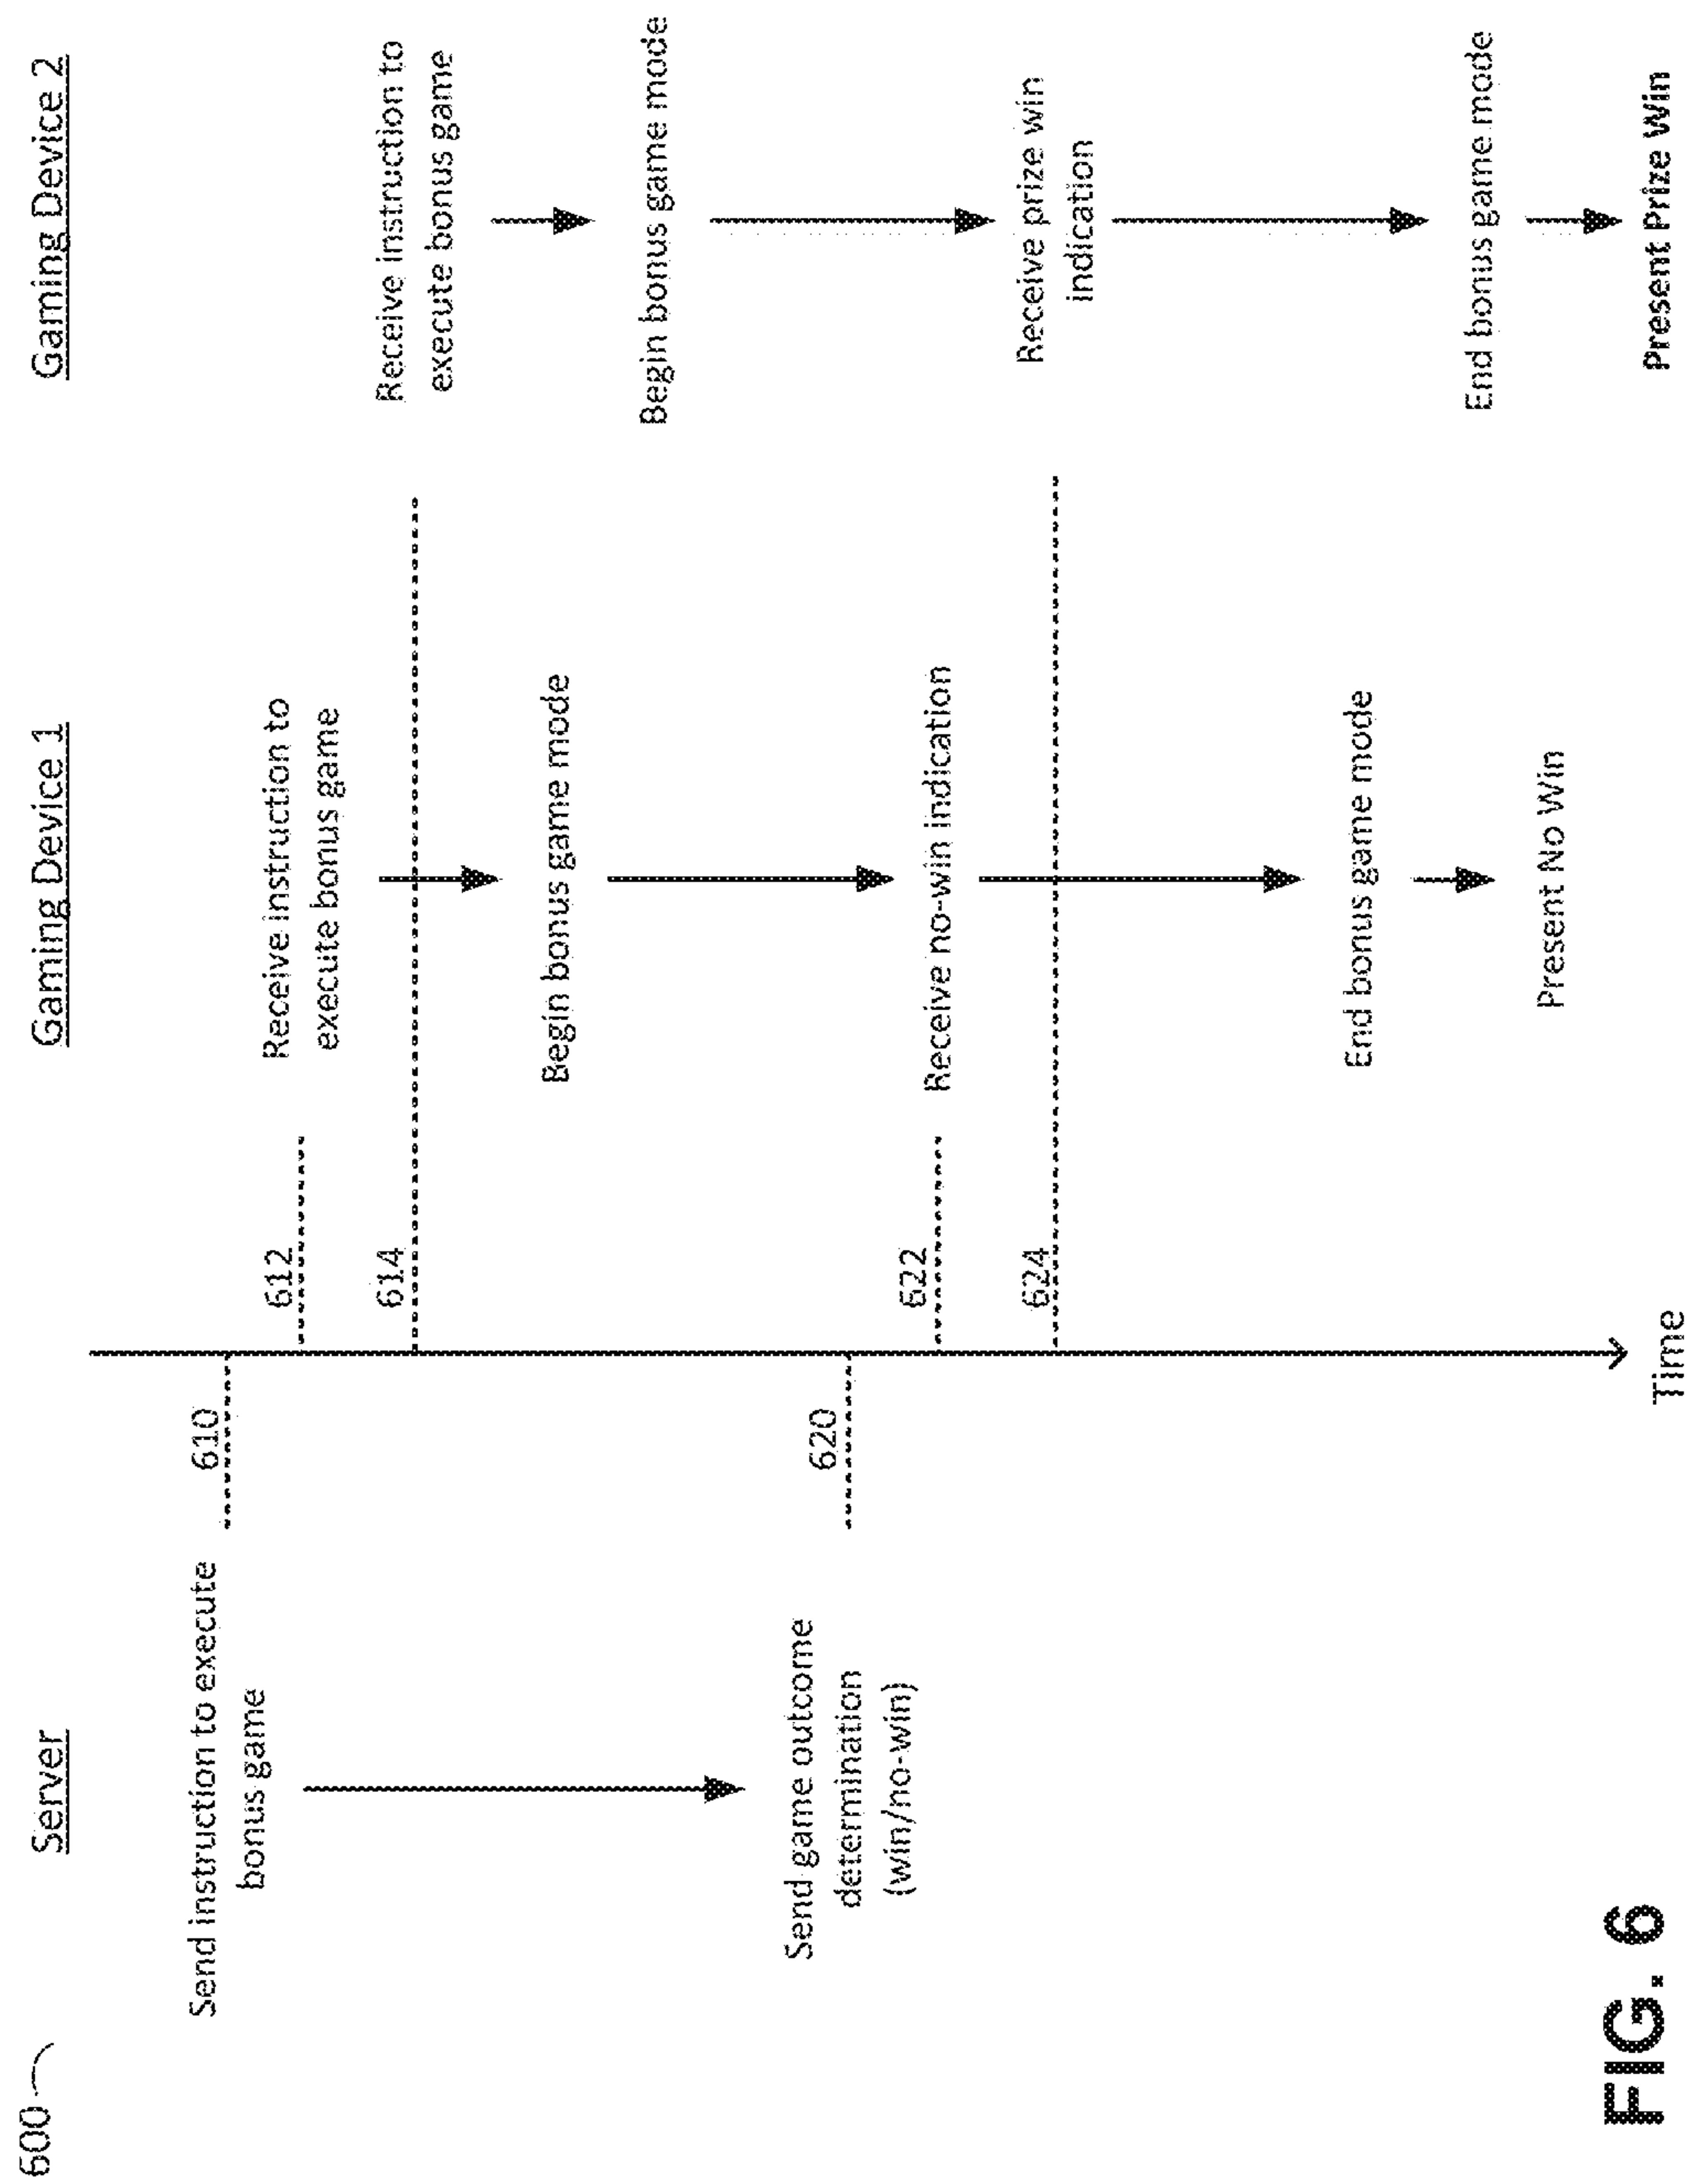 600
Server
Gaming Device 1
Gaming Device 2
Send instruction to execute
bonus game
610
612
Receive instruction to
execute bonus game
614
Receive instruction to
execute bonus game
Begin bonus game mode
Begin bonus game mode
Send game outcome
determination
(win/no-win)
620
622
Receive no-win indication
624
Receive prize win
indication
End bonus game mode
End bonus game mode
Present No Win
Present Prize Win
Time
FIG. 6